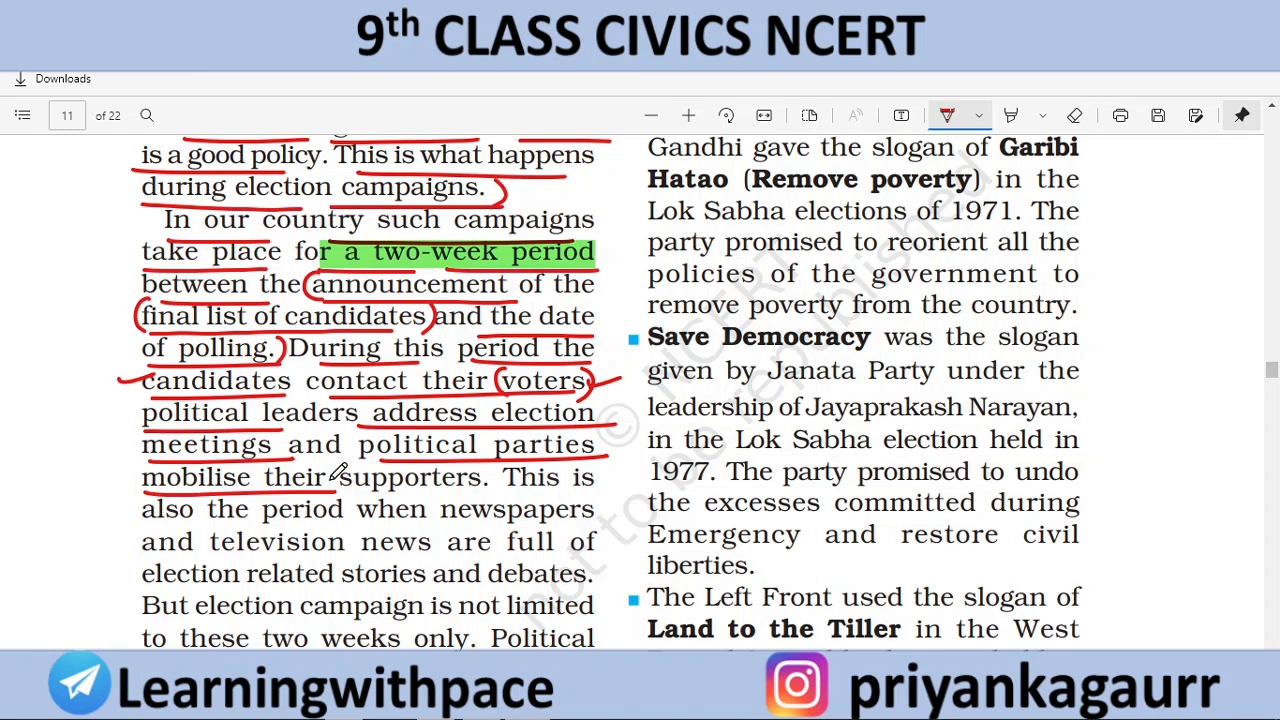 9th CLASS CIVICS NCERT
Downloads
11 of 22
is a good policy. This is what happens
during election campaigns.
In our country such campaigns
take place for a two-week period
between the announcement of the
final list of candidates and the date
of polling. During this period the
candidates contact their voters,
political leaders address election
meetings and political parties
mobilise their supporters. This is
also the period when newspapers
and television news are full of
election related stories and debates.
But election campaign is not limited
to these two weeks only. Political
Gandhi gave the slogan of Garibi
Hatao (Remove poverty) in the
Lok Sabha elections of 1971. The
party promised to reorient all the
policies of the government to
remove poverty from the country.
Save Democracy was the slogan
given by Janata Party under the
leadership of Jayaprakash Narayan,
in the Lok Sabha election held in
1977. The party promised to undo
the excesses committed during
Emergency and restore civil
liberties.
The Left Front used the slogan of
Land to the Tiller in the West
© NCERT
not to be republished
Learningwithpace
priyankagaurr